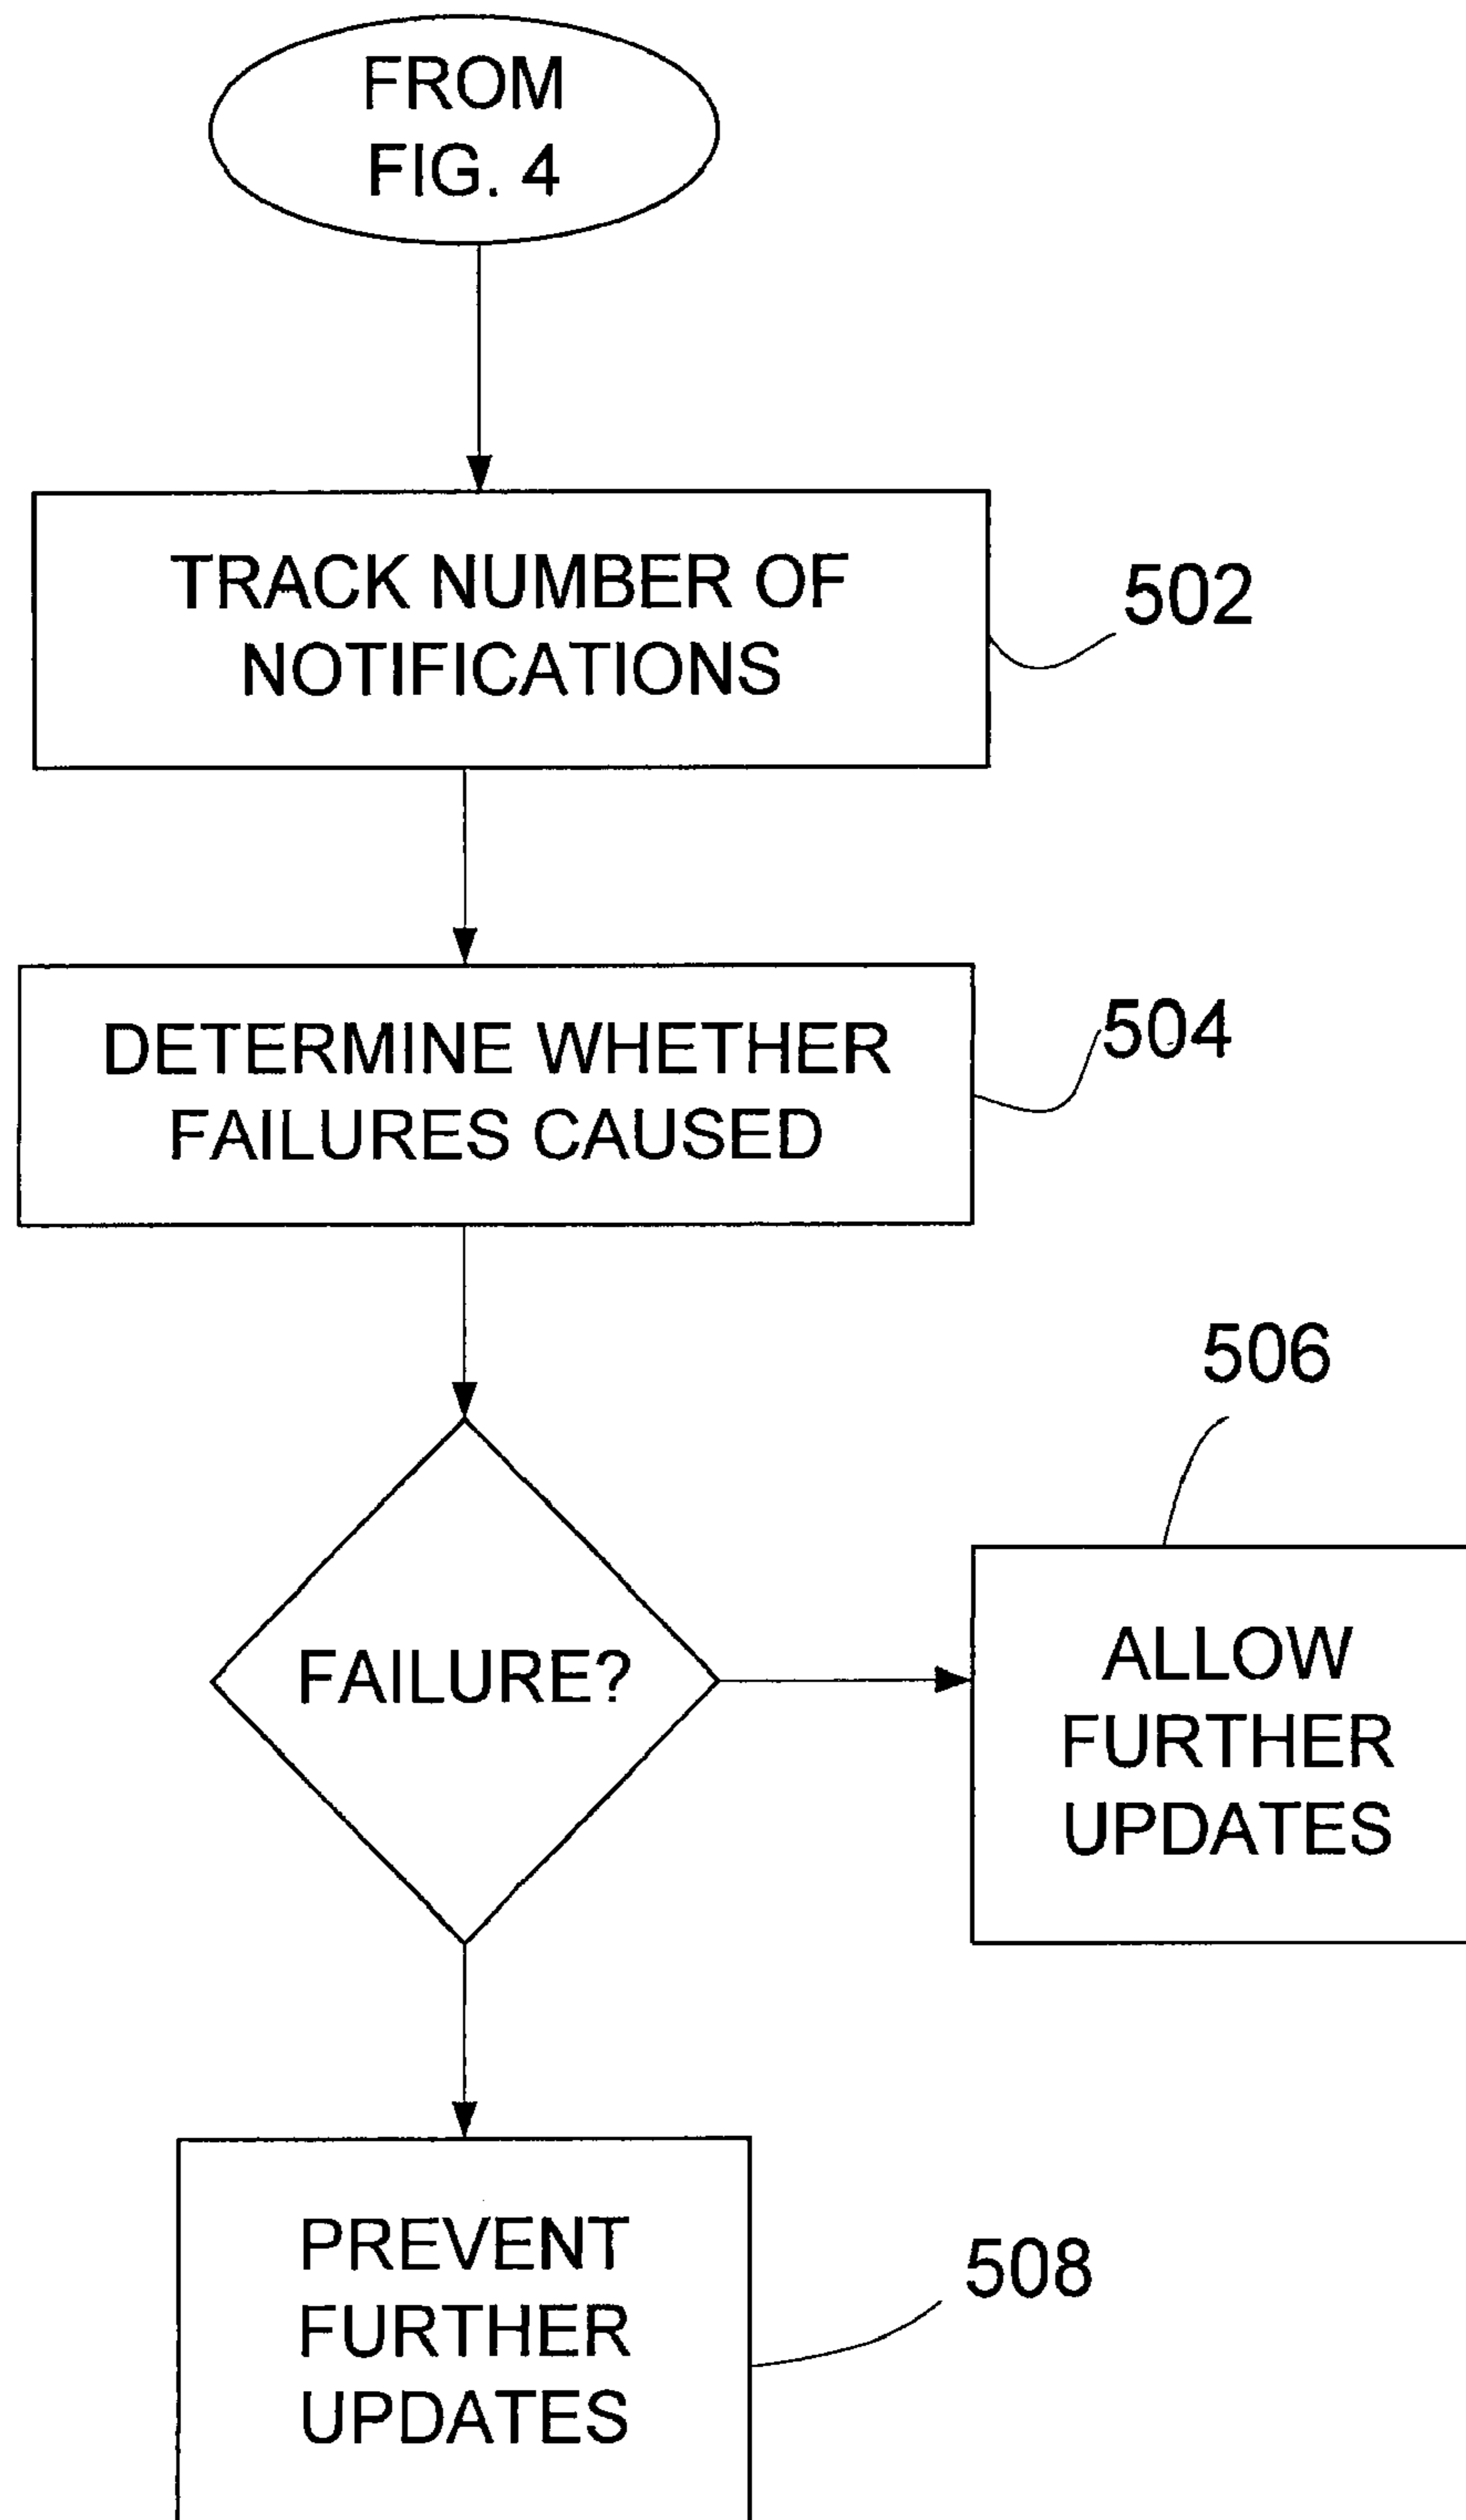 FROM
FIG. 4
TRACK NUMBER OF
NOTIFICATIONS
502
DETERMINE WHETHER
FAILURES CAUSED
504
506
FAILURE?
ALLOW
FURTHER
UPDATES
PREVENT
FURTHER
UPDATES
508